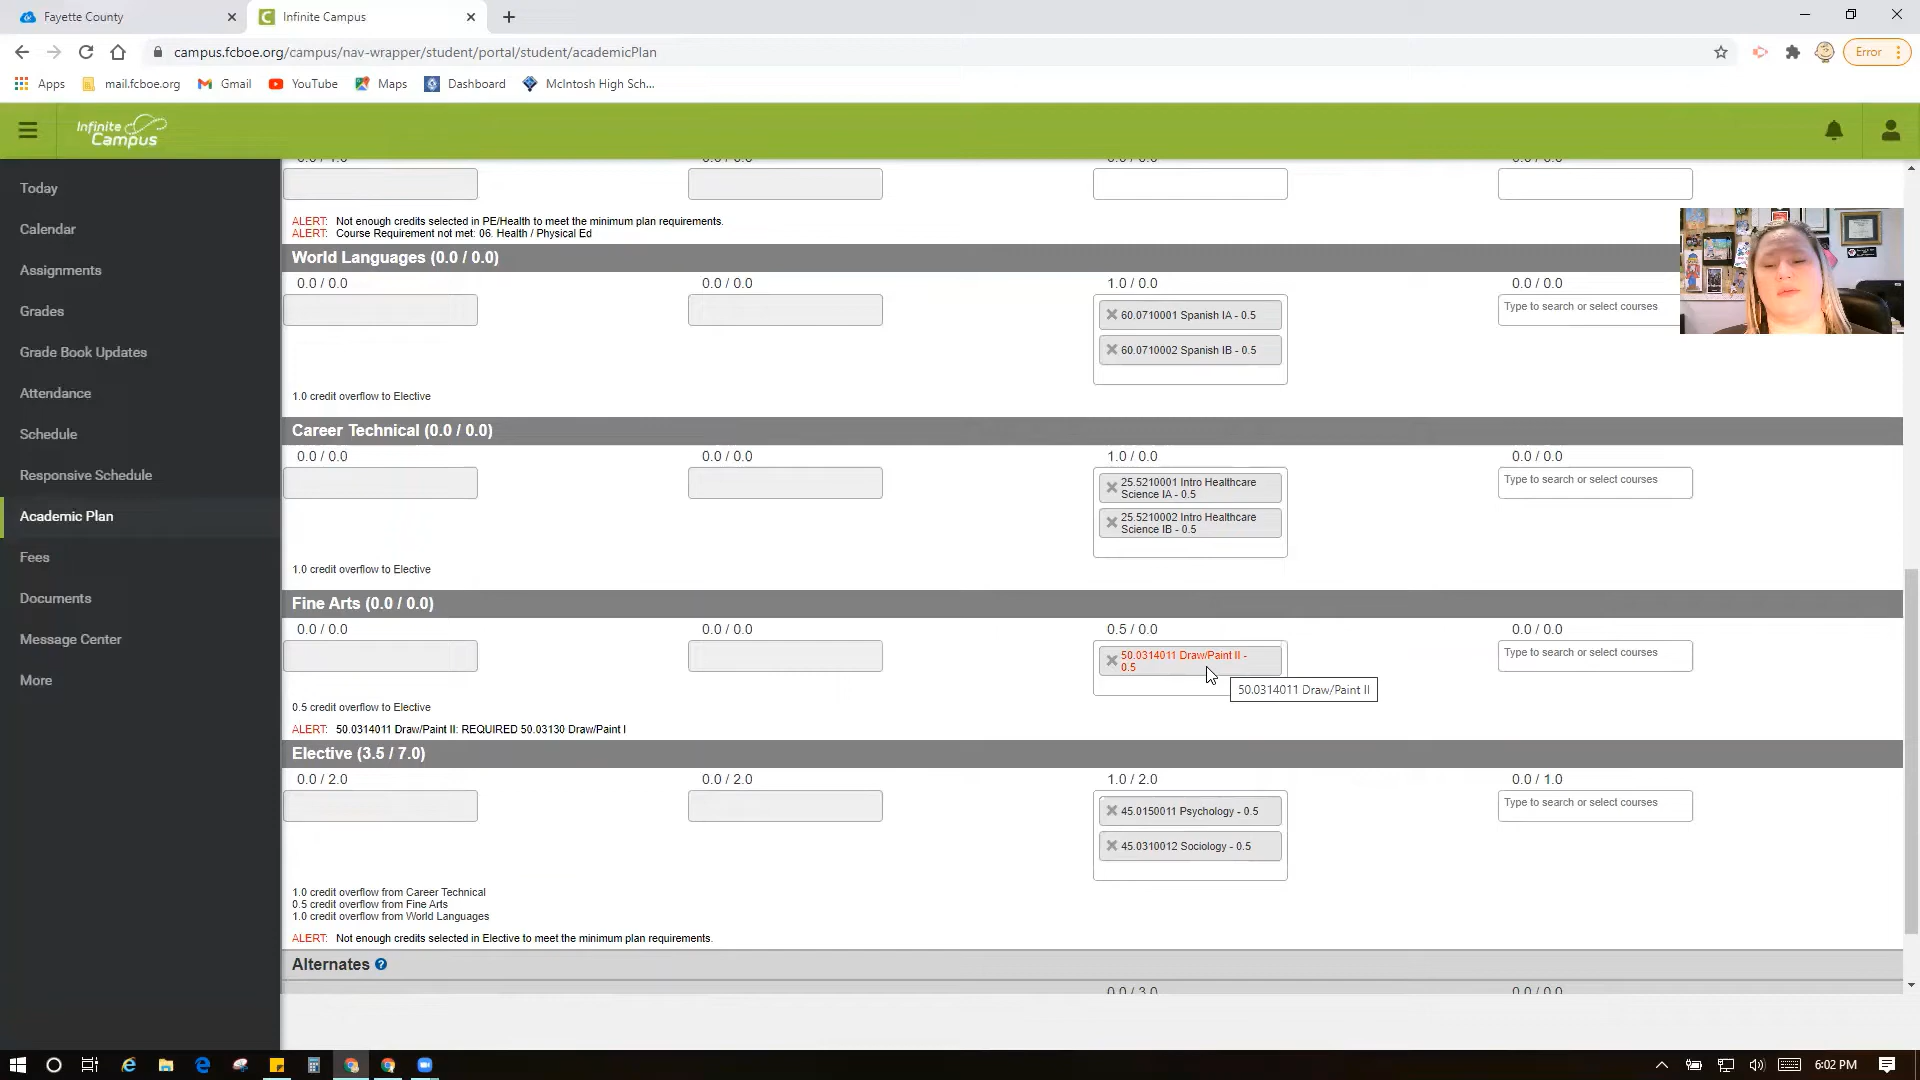 Fayette County
Infinite Campus
campus.fcboe.org/campus/nav-wrapper/student/portal/student/academicPlan
Error
Apps
mail.fcboe.org
Gmail
YouTube
Maps
Dashboard
McIntosh High Sch...
Infinite Campus
Today
Calendar
Assignments
Grades
Grade Book Updates
Attendance
Schedule
Responsive Schedule
Academic Plan
Fees
Documents
Message Center
More
ALERT: Not enough credits selected in PE/Health to meet the minimum plan requirements.
ALERT: Course Requirement not met: 06. Health / Physical Ed
World Languages (0.0 / 0.0)
0.0 / 0.0 0.0 / 0.0 1.0 / 0.0 0.0 / 0.0
60.0710001 Spanish IA - 0.5
Type to search or select courses
60.0710002 Spanish IB - 0.5
1.0 credit overflow to Elective
Career Technical (0.0 / 0.0)
0.0 / 0.0 0.0 / 0.0 1.0 / 0.0 0.0 / 0.0
25.5210001 Intro Healthcare
Science IA - 0.5
Type to search or select courses
25.5210002 Intro Healthcare
Science IB - 0.5
1.0 credit overflow to Elective
Fine Arts (0.0 / 0.0)
0.0 / 0.0 0.0 / 0.0 0.5 / 0.0 0.0 / 0.0
50.0314011 Draw/Paint II -
0.5
Type to search or select courses
50.0314011 Draw/Paint II
0.5 credit overflow to Elective
ALERT: 50.0314011 Draw/Paint II: REQUIRED 50.03130 Draw/Paint I
Elective (3.5 / 7.0)
0.0 / 2.0 0.0 / 2.0 1.0 / 2.0 0.0 / 1.0
45.0150011 Psychology - 0.5
Type to search or select courses
45.0310012 Sociology - 0.5
1.0 credit overflow from Career Technical
0.5 credit overflow from Fine Arts
1.0 credit overflow from World Languages
ALERT: Not enough credits selected in Elective to meet the minimum plan requirements.
Alternates
0.0 / 3.0 0.0 / 0.0
6:02 PM